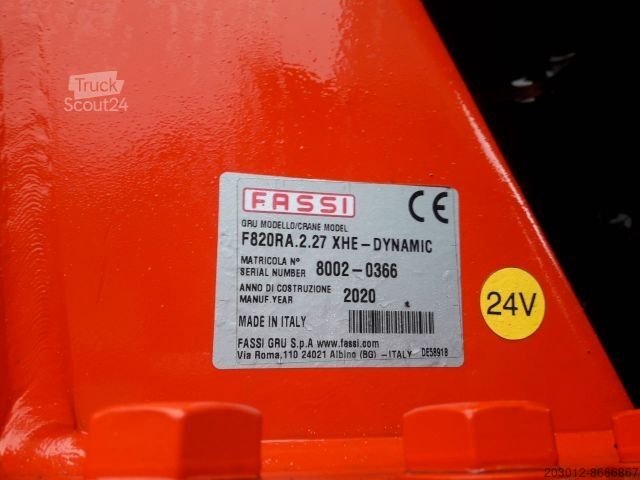 Truck
Scout24
FASSI
CE
GRU MODELLO/CRANE MODEL
F820RA.2.27 XHE-DYNAMIC
MATRICOLA Nº
SERIAL NUMBER 8002-0366
ANNO DI COSTRUZIONE
MANUF.YEAR 2020
24V
MADE IN ITALY
FASSI GRU S.p.A www.fassi.com
Via Roma,110 24021 Albino (BG) -ITALY DE58918
203012-8666867